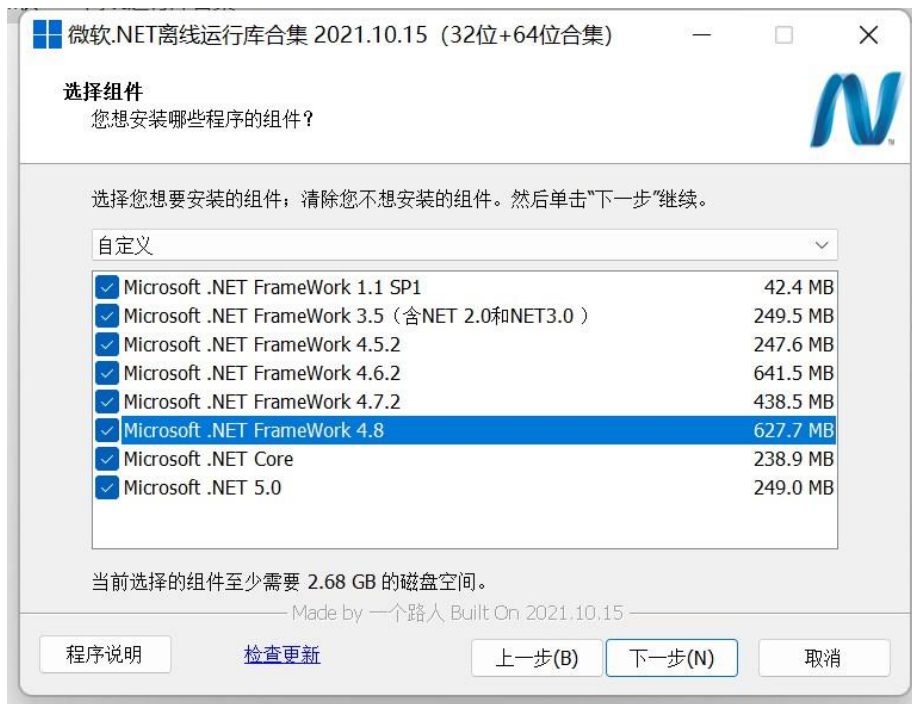 微软.NET离线运行库合集 2021.10.15（32位+64位合集）
选择组件
您想安装哪些程序的组件？
选择您想要安装的组件；清除您不想安装的组件。然后单击“下一步”继续。
自定义
Microsoft .NET FrameWork 1.1 SP1 42.4 MB
Microsoft .NET FrameWork 3.5（含NET 2.0和NET3.0 ） 249.5 MB
Microsoft .NET FrameWork 4.5.2 247.6 MB
Microsoft .NET FrameWork 4.6.2 641.5 MB
Microsoft .NET FrameWork 4.7.2 438.5 MB
Microsoft .NET FrameWork 4.8 627.7 MB
Microsoft .NET Core 238.9 MB
Microsoft .NET 5.0 249.0 MB
当前选择的组件至少需要 2.68 GB 的磁盘空间。
Made by 一个路人 Built On 2021.10.15
程序说明 检查更新 上一步(B) 下一步(N) 取消